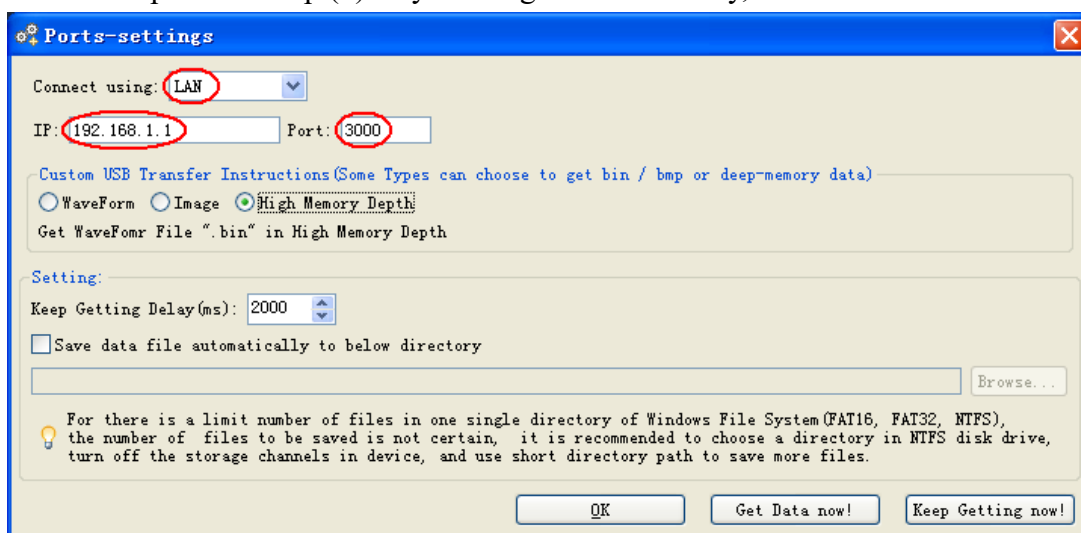 Ports-settings
Connect using: LAN
IP: 192.168.1.1 Port: 3000
Custom USB Transfer Instructions(Some Types can choose to get bin / bmp or deep-memory data)
WaveForm Image High Memory Depth
Get WaveFomr File ".bin" in High Memory Depth
Setting:
Keep Getting Delay(ms): 2000
Save data file automatically to below directory
Browse...
For there is a limit number of files in one single directory of Windows File System(FAT16, FAT32, NTFS),
the number of files to be saved is not certain, it is recommended to choose a directory in NTFS disk drive,
turn off the storage channels in device, and use short directory path to save more files.
OK Get Data now! Keep Getting now!